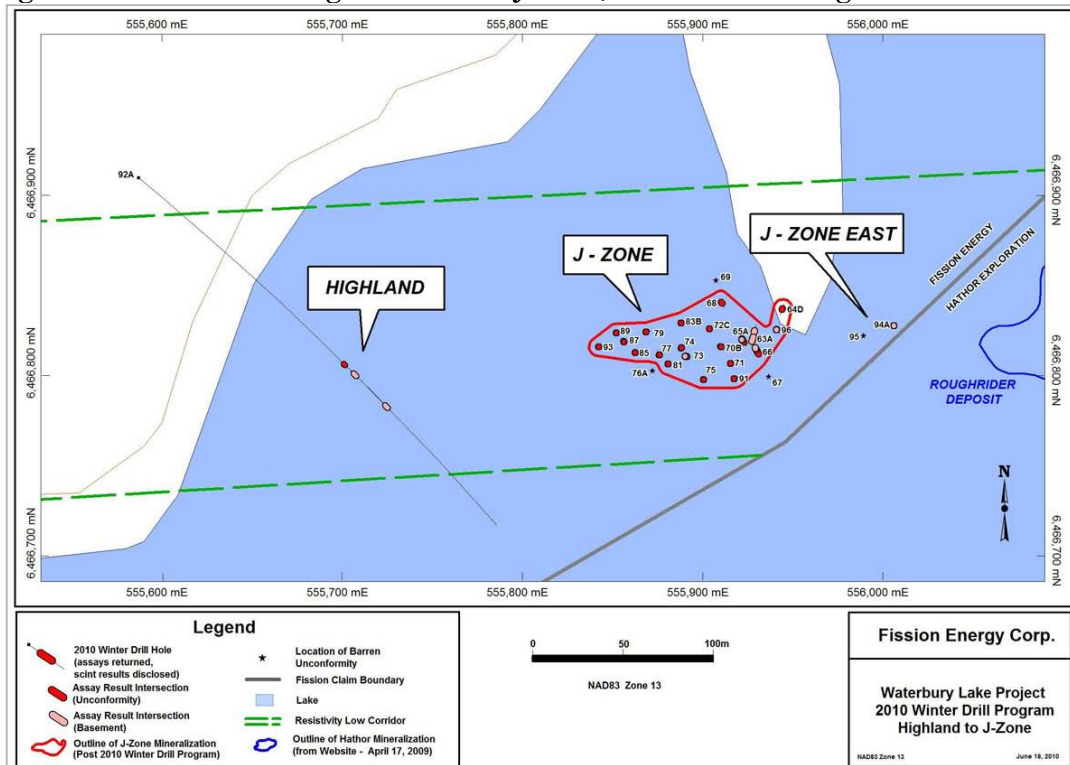 555,600 mE 555,700 mE 555,800 mE 555,900 mE 556,000 mE
6,466,900 mN
6,466,800 mN
6,466,700 mN
6,466,900 mN
6,466,800 mN
6,466,700 mN
92A
HIGHLAND
J - ZONE
J - ZONE EAST
FISSION ENERGY
HATHOR EXPLORATION
ROUGHRIDER
DEPOSIT
69
68
64D
83B
72C
65A
63A
96
95
94A
89
79
87
93
85
77
74
73
70B
66
71
81
76A
75
91
67
N
555,600 mE 555,700 mE 555,800 mE 555,900 mE 556,000 mE
Legend
2010 Winter Drill Hole
(assays returned,
scint results disclosed)
Assay Result Intersection
(Unconformity)
Assay Result Intersection
(Basement)
Outline of J-Zone Mineralization
(Post 2010 Winter Drill Program)
Location of Barren
Unconformity
Fission Claim Boundary
Lake
Resistivity Low Corridor
Outline of Hathor Mineralization
(from Website - April 17, 2009)
0 50 100m
NAD83 Zone 13
Fission Energy Corp.
Waterbury Lake Project
2010 Winter Drill Program
Highland to J-Zone
NAD83 Zone 13 June 18, 2010